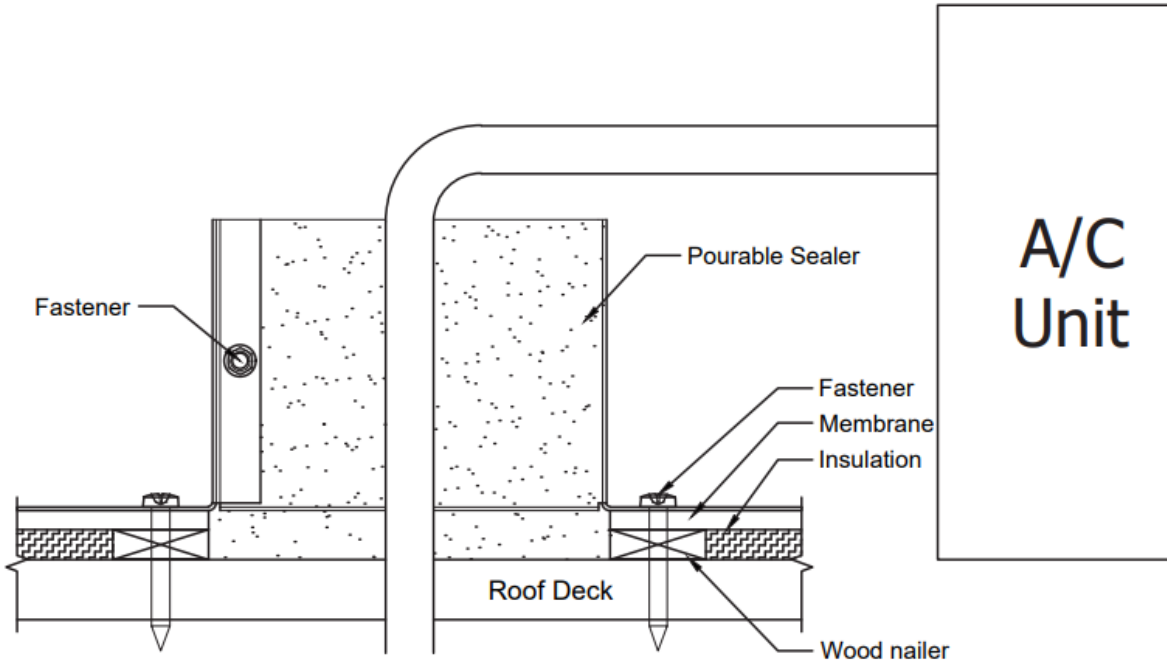 A/C
Unit
Pourable Sealer
Fastener
Fastener
Membrane
Insulation
Roof Deck
Wood nailer